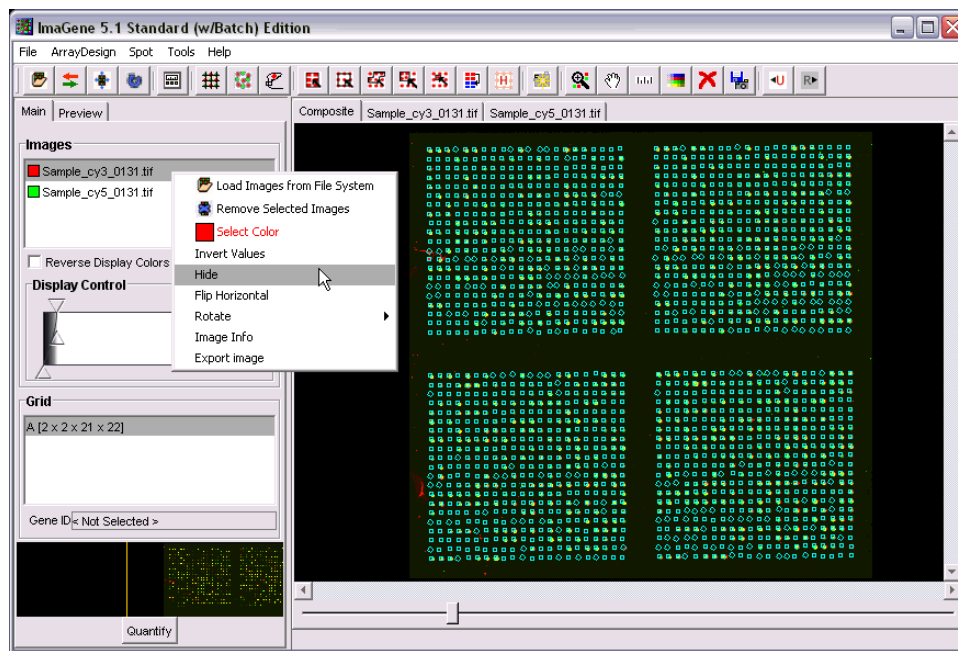 ImaGene 5.1 Standard (w/Batch) Edition
File ArrayDesign Spot Tools Help
H U R
Main Preview
Composite Sample_cy3_0131.tif Sample_cy5_0131.tif
Images
Sample_cy3_0131.tif
Sample_cy5_0131.tif
Load Images from File System
Remove Selected Images
Select Color
Invert Values
Hide
Flip Horizontal
Rotate
Image Info
Export image
Reverse Display Colors
Display Control
Grid
A [2 x 2 x 21 x 22]
Gene ID < Not Selected >
Quantify